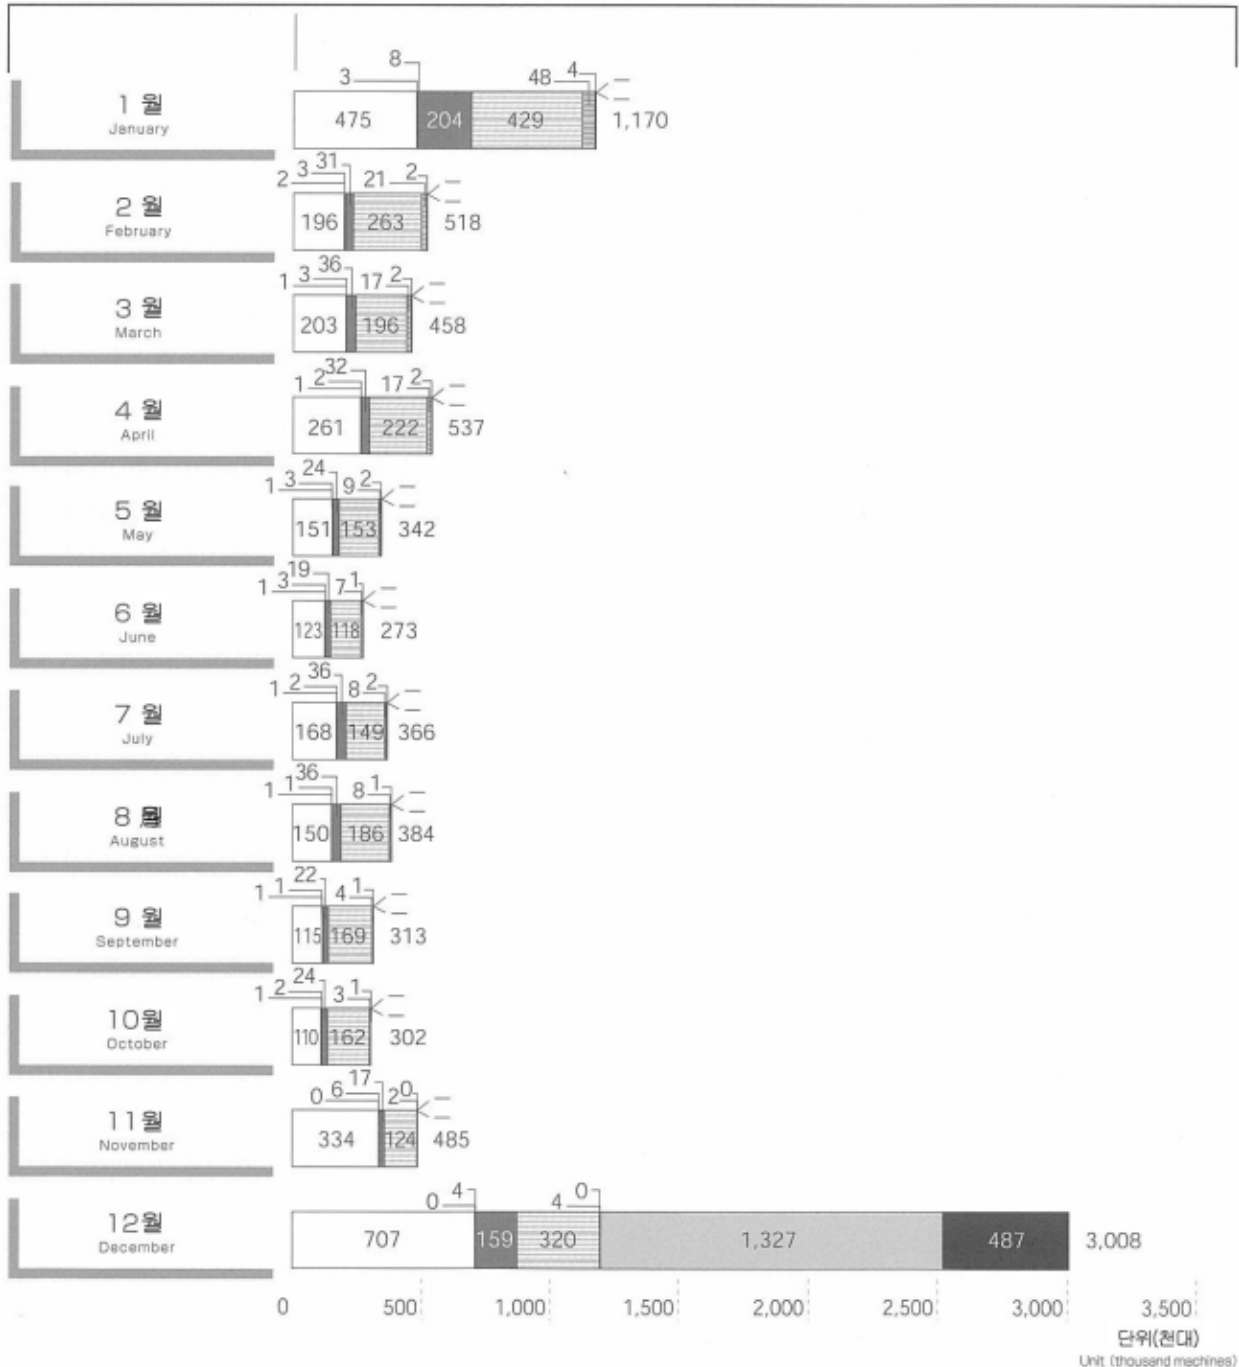 8
3 48 4 —
1 월 475 204 429 — 1,170
January
31
2 3 21 2 —
2 월 196 263 — 518
February
36
1 3 17 2 —
3 월 203 196 — 458
March
32
1 2 17 2 —
4 월 261 222 — 537
April
24
1 3 9 2 —
5 월 151 153 — 342
May
19
1 3 7 1 —
6 월 123 118 — 273
June
36
1 2 8 2 —
7 월 168 149 — 366
July
36
1 1 8 1 —
8 월 150 186 — 384
August
22
1 1 4 1 —
9 월 115 169 — 313
September
24
1 2 3 1 —
10월 110 162 — 302
October
17
0 6 2 0 —
11월 334 124 — 485
November
0 4 4 0
12월 707 159 320 1,327 487 3,008
December
0 500 1,000 1,500 2,000 2,500 3,000 3,500
단위(천대)
Unit (thousand machines)